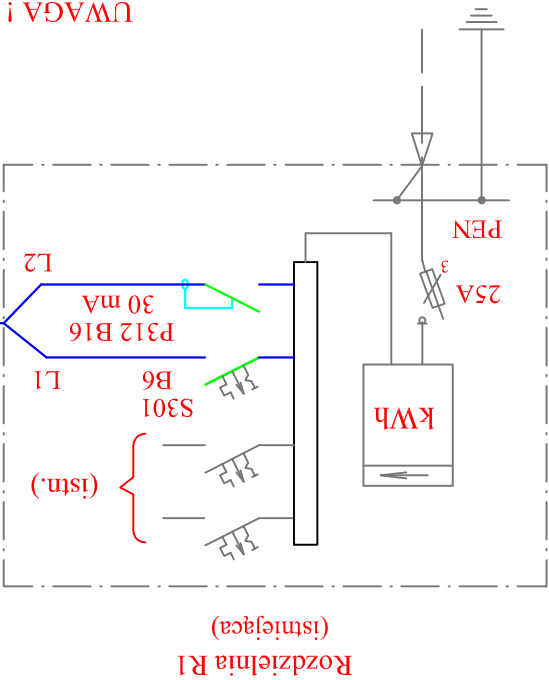 Rozdzielnia R1
(istniejąca)
(istn.)
kWh
S301
B6
L1
P312 B16
30 mA
L2
25A
3
PEN
UWAGA !